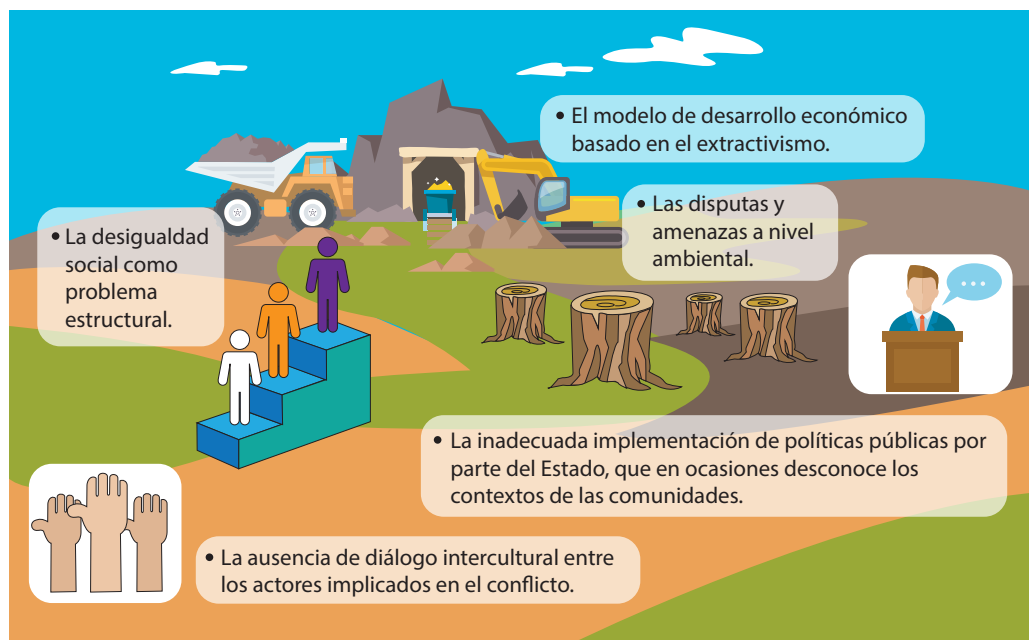 • El modelo de desarrollo económico
basado en el extractivismo.
• Las disputas y
amenazas a nivel
ambiental.
• La desigualdad
social como
problema
estructural.
• La inadecuada implementación de políticas públicas por
parte del Estado, que en ocasiones desconoce los
contextos de las comunidades.
• La ausencia de diálogo intercultural entre
los actores implicados en el conflicto.